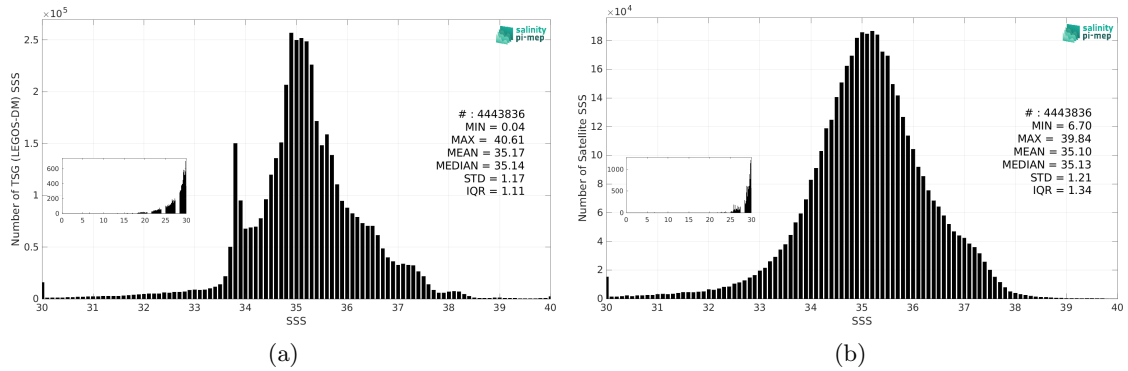 ×10^5
salinity
pi-mep
Number of TSG (LEGOS-DM) SSS
2.5
2
1.5
1
0.5
0
# : 4443836
MIN = 0.04
MAX = 40.61
MEAN = 35.17
MEDIAN = 35.14
STD = 1.17
IQR = 1.11
600
400
200
0
0 5 10 15 20 25 30
30 31 32 33 34 35 36 37 38 39 40
SSS
(a)
×10^4
salinity
pi-mep
Number of Satellite SSS
18
16
14
12
10
8
6
4
2
0
# : 4443836
MIN = 6.70
MAX = 39.84
MEAN = 35.10
MEDIAN = 35.13
STD = 1.21
IQR = 1.34
1000
500
0
0 5 10 15 20 25 30
30 31 32 33 34 35 36 37 38 39 40
SSS
(b)